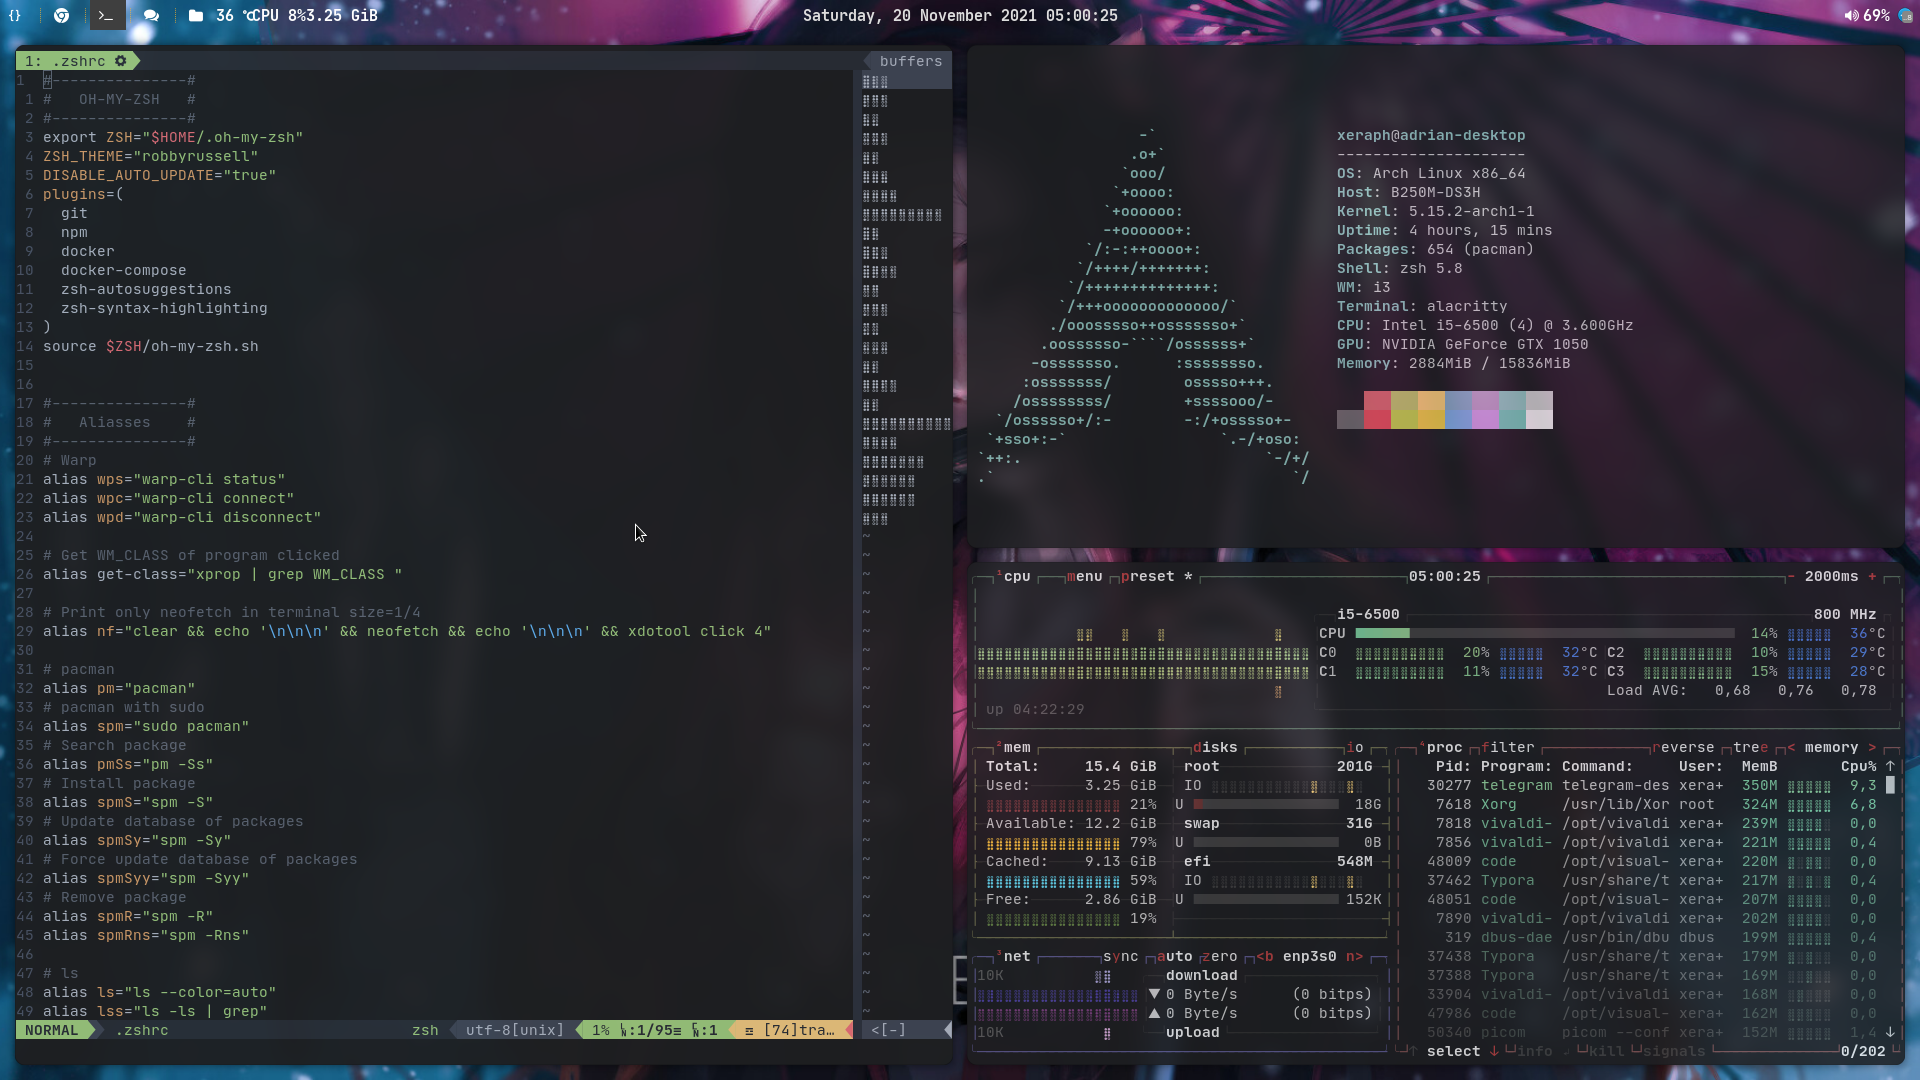 {} 36 °C CPU 8% 3.25 GiB
Saturday, 20 November 2021 05:00:25
69%
1: .zshrc
buffers
1 #---------------#
1 #   OH-MY-ZSH   #
2 #---------------#
3 export ZSH="$HOME/.oh-my-zsh"
4 ZSH_THEME="robbyrussell"
5 DISABLE_AUTO_UPDATE="true"
6 plugins=(
7   git
8   npm
9   docker
10   docker-compose
11   zsh-autosuggestions
12   zsh-syntax-highlighting
13 )
14 source $ZSH/oh-my-zsh.sh
15
16
17 #---------------#
18 #   Aliasses    #
19 #---------------#
20 # Warp
21 alias wps="warp-cli status"
22 alias wpc="warp-cli connect"
23 alias wpd="warp-cli disconnect"
24
25 # Get WM_CLASS of program clicked
26 alias get-class="xprop | grep WM_CLASS "
27
28 # Print only neofetch in terminal size=1/4
29 alias nf="clear && echo '\n\n\n' && neofetch && echo '\n\n\n' && xdotool click 4"
30
31 # pacman
32 alias pm="pacman"
33 # pacman with sudo
34 alias spm="sudo pacman"
35 # Search package
36 alias pmSs="pm -Ss"
37 # Install package
38 alias spmS="spm -S"
39 # Update database of packages
40 alias spmSy="spm -Sy"
41 # Force update database of packages
42 alias spmSyy="spm -Syy"
43 # Remove package
44 alias spmR="spm -R"
45 alias spmRns="spm -Rns"
46
47 # ls
48 alias ls="ls --color=auto"
49 alias lss="ls -ls | grep"
NORMAL .zshrc zsh utf-8[unix] 1% :1/95 :1 [74]tra… <[-]
xeraph@adrian-desktop
---------------------
OS: Arch Linux x86_64
Host: B250M-DS3H
Kernel: 5.15.2-arch1-1
Uptime: 4 hours, 15 mins
Packages: 654 (pacman)
Shell: zsh 5.8
WM: i3
Terminal: alacritty
CPU: Intel i5-6500 (4) @ 3.600GHz
GPU: NVIDIA GeForce GTX 1050
Memory: 2884MiB / 15836MiB
¹cpu menu preset * 05:00:25 - 2000ms +
i5-6500 800 MHz
CPU 14% 36°C
C0 20% 32°C C2 10% 29°C
C1 11% 32°C C3 15% 28°C
Load AVG: 0,68 0,76 0,78
up 04:22:29
²mem disks io
Total: 15.4 GiB root 201G
Used: 3.25 GiB IO
21% U 18G
Available: 12.2 GiB swap 31G
79% U 0B
Cached: 9.13 GiB efi 548M
59% IO
Free: 2.86 GiB U 152K
19%
³net sync auto zero <b enp3s0 n>
10K download
▼ 0 Byte/s (0 bitps)
▲ 0 Byte/s (0 bitps)
10K upload
⁴proc filter reverse tree < memory >
Pid: Program: Command: User: MemB Cpu% ↑
30277 telegram telegram-des xera+ 350M 9,3
7618 Xorg /usr/lib/Xor root 324M 6,8
7818 vivaldi- /opt/vivaldi xera+ 239M 0,0
7856 vivaldi- /opt/vivaldi xera+ 221M 0,4
48009 code /opt/visual- xera+ 220M 0,0
37462 Typora /usr/share/t xera+ 217M 0,4
48051 code /opt/visual- xera+ 207M 0,0
7890 vivaldi- /opt/vivaldi xera+ 202M 0,0
319 dbus-dae /usr/bin/dbu dbus 199M 0,4
37438 Typora /usr/share/t xera+ 179M 0,0
37388 Typora /usr/share/t xera+ 169M 0,0
33904 vivaldi- /opt/vivaldi xera+ 168M 0,0
47986 code /opt/visual- xera+ 162M 0,0
50340 picom picom --conf xera+ 152M 1,4 ↓
↑ select ↓ info ↲ kill signals 0/202